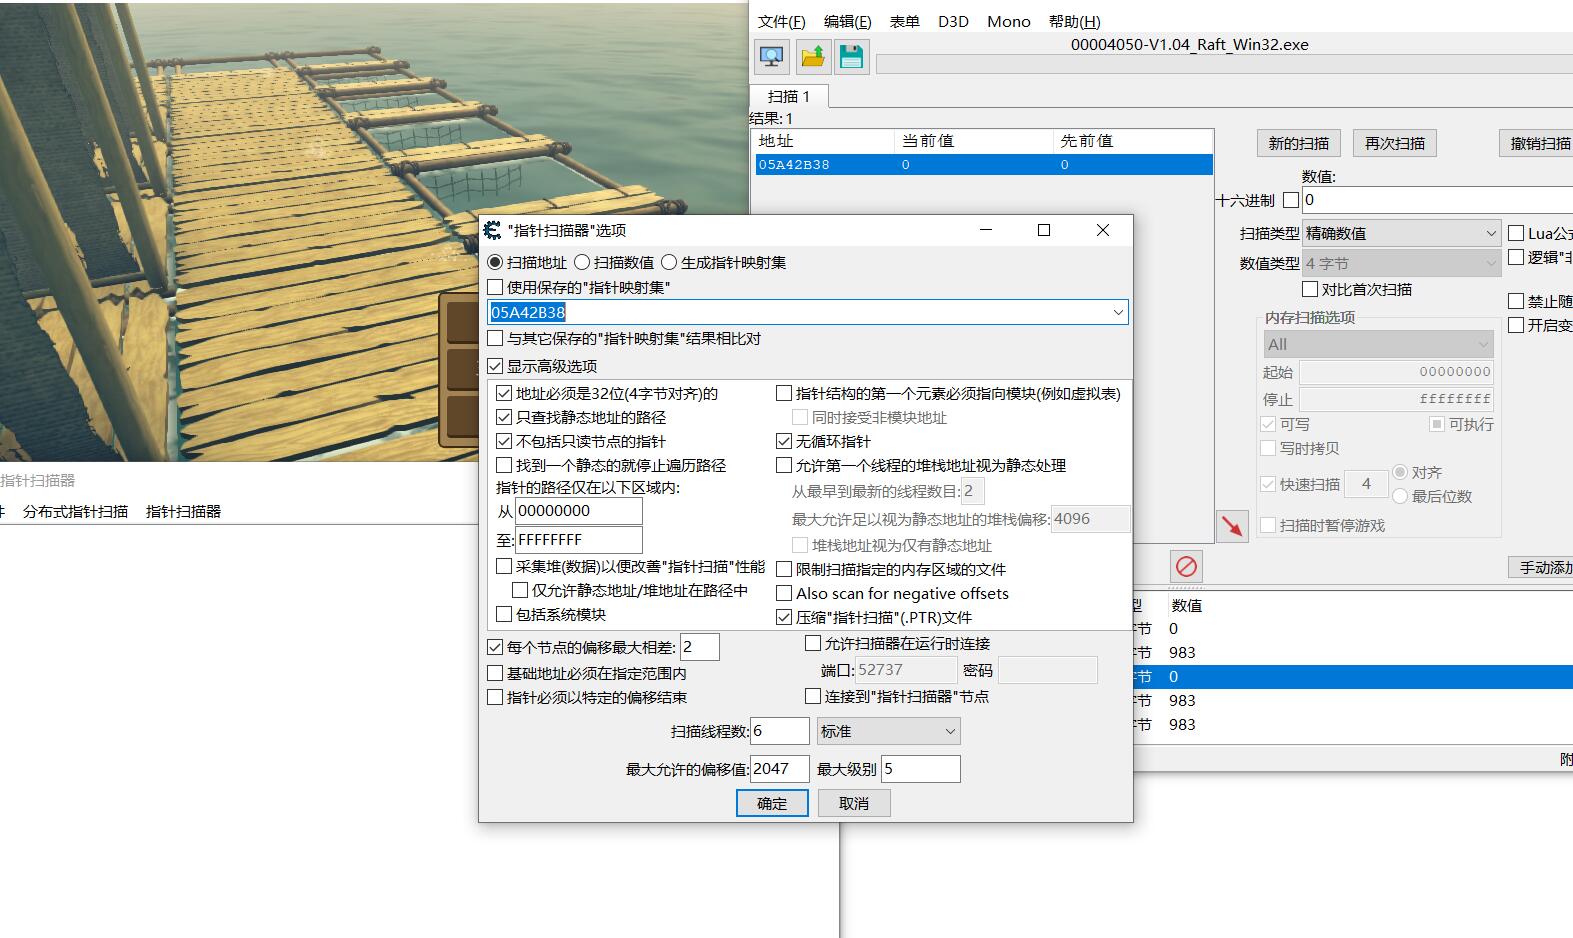 文件(F) 编辑(E) 表单 D3D Mono 帮助(H)
00004050-V1.04_Raft_Win32.exe
扫描 1
结果: 1
地址 当前值 先前值
05A42B38 0 0
新的扫描 再次扫描 撤销扫描
数值:
十六进制 0
扫描类型 精确数值 Lua公式
数值类型 4 字节 逻辑"非
对比首次扫描
禁止随
内存扫描选项
开启变
All
起始 00000000
停止 ffffffff
可写 可执行
写时拷贝
快速扫描 4 对齐
最后位数
扫描时暂停游戏
手动添加
"指针扫描器"选项
扫描地址 扫描数值 生成指针映射集
使用保存的"指针映射集"
05A42B38
与其它保存的"指针映射集"结果相比对
显示高级选项
地址必须是32位(4字节对齐)的
只查找静态地址的路径
不包括只读节点的指针
找到一个静态的就停止遍历路径
指针的路径仅在以下区域内:
从 00000000
至: FFFFFFFF
采集堆(数据)以便改善"指针扫描"性能
仅允许静态地址/堆地址在路径中
包括系统模块
指针结构的第一个元素必须指向模块(例如虚拟表)
同时接受非模块地址
无循环指针
允许第一个线程的堆栈地址视为静态处理
从最早到最新的线程数目: 2
最大允许足以视为静态地址的堆栈偏移: 4096
堆栈地址视为仅有静态地址
限制扫描指定的内存区域的文件
Also scan for negative offsets
压缩"指针扫描"(.PTR)文件
每个节点的偏移最大相差: 2
基础地址必须在指定范围内
指针必须以特定的偏移结束
允许扫描器在运行时连接
端口: 52737 密码
连接到"指针扫描器"节点
扫描线程数: 6 标准
最大允许的偏移值: 2047 最大级别 5
确定 取消
指针扫描器
件 分布式指针扫描 指针扫描器
型 数值
字节 0
字节 983
字节 0
字节 983
字节 983
附